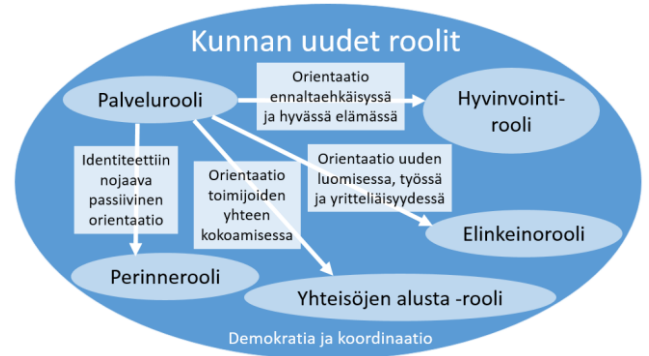 Kunnan uudet roolit
Palvelurooli
Orientaatio
ennaltaehkäisyssä
ja hyvässä elämässä
Hyvinvointi-
rooli
Identiteettiin
nojaava
passiivinen
orientaatio
Orientaatio
toimijoiden
yhteen
kokoamisessa
Orientaatio uuden
luomisessa, työssä
ja yritteliäisyydessä
Elinkeinorooli
Perinnerooli
Yhteisöjen alusta -rooli
Demokratia ja koordinaatio